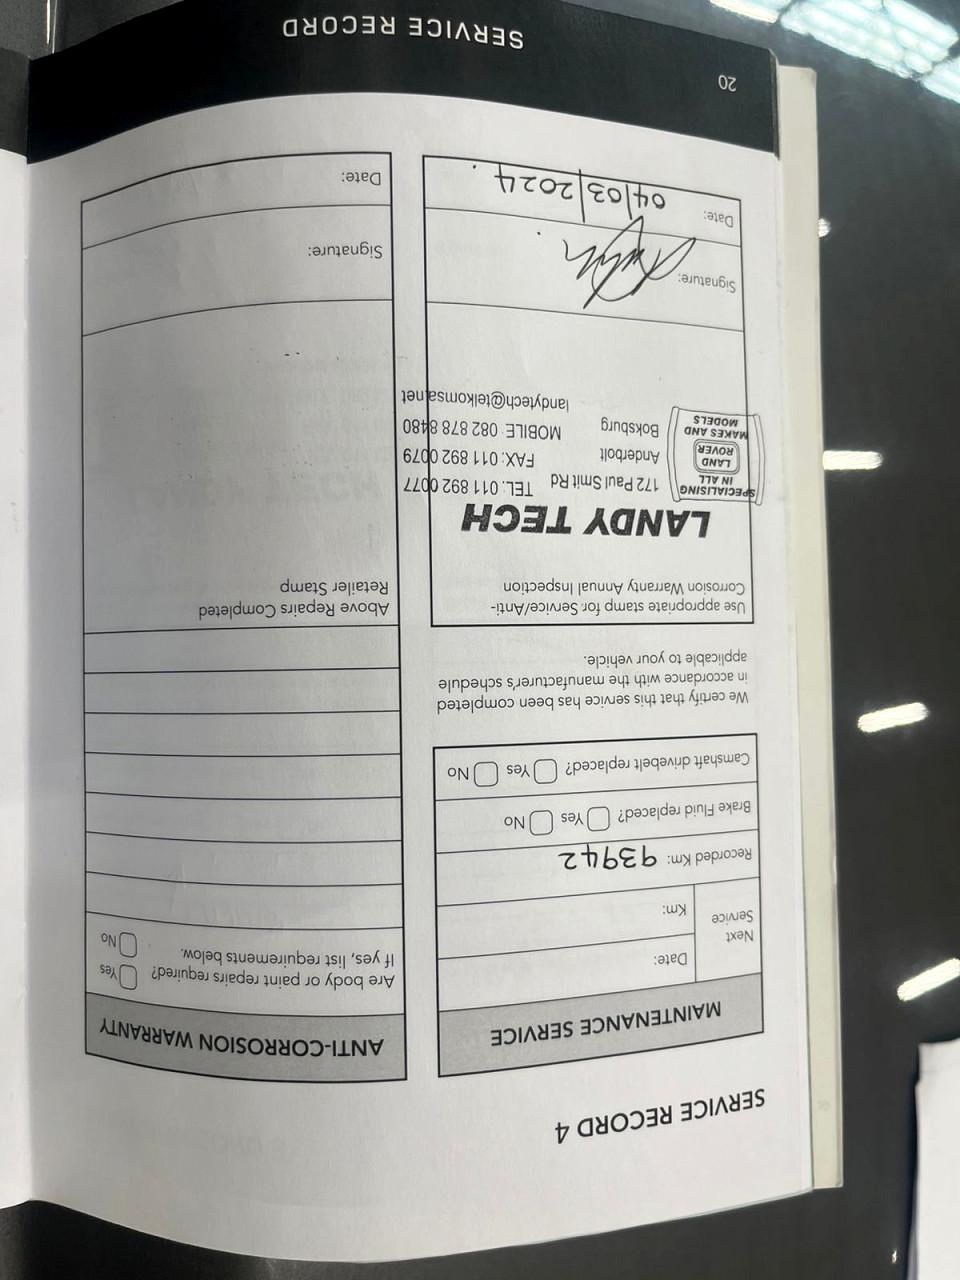 SERVICE RECORD 4
MAINTENANCE SERVICE
Next
Service
Date:
Km:
Recorded Km: 93942
Brake Fluid replaced? Yes No
Camshaft drivebelt replaced? Yes No
We certify that this service has been completed
in accordance with the manufacturer's schedule
applicable to your vehicle.
Use appropriate stamp for Service/Anti-
Corrosion Warranty Annual Inspection
LANDY TECH
SPECIALISING
IN ALL
LAND
ROVER
MAKES AND
MODELS
172 Paul Smit Rd TEL: 011 892 0077
Anderbolt FAX: 011 892 0079
Boksburg MOBILE: 082 878 8480
landytech@telkomsa.net
Signature:
Date: 04/03/2024
ANTI-CORROSION WARRANTY
Are body or paint repairs required? Yes
If yes, list requirements below. No
Above Repairs Completed
Retailer Stamp
Signature:
Date:
20
SERVICE RECORD